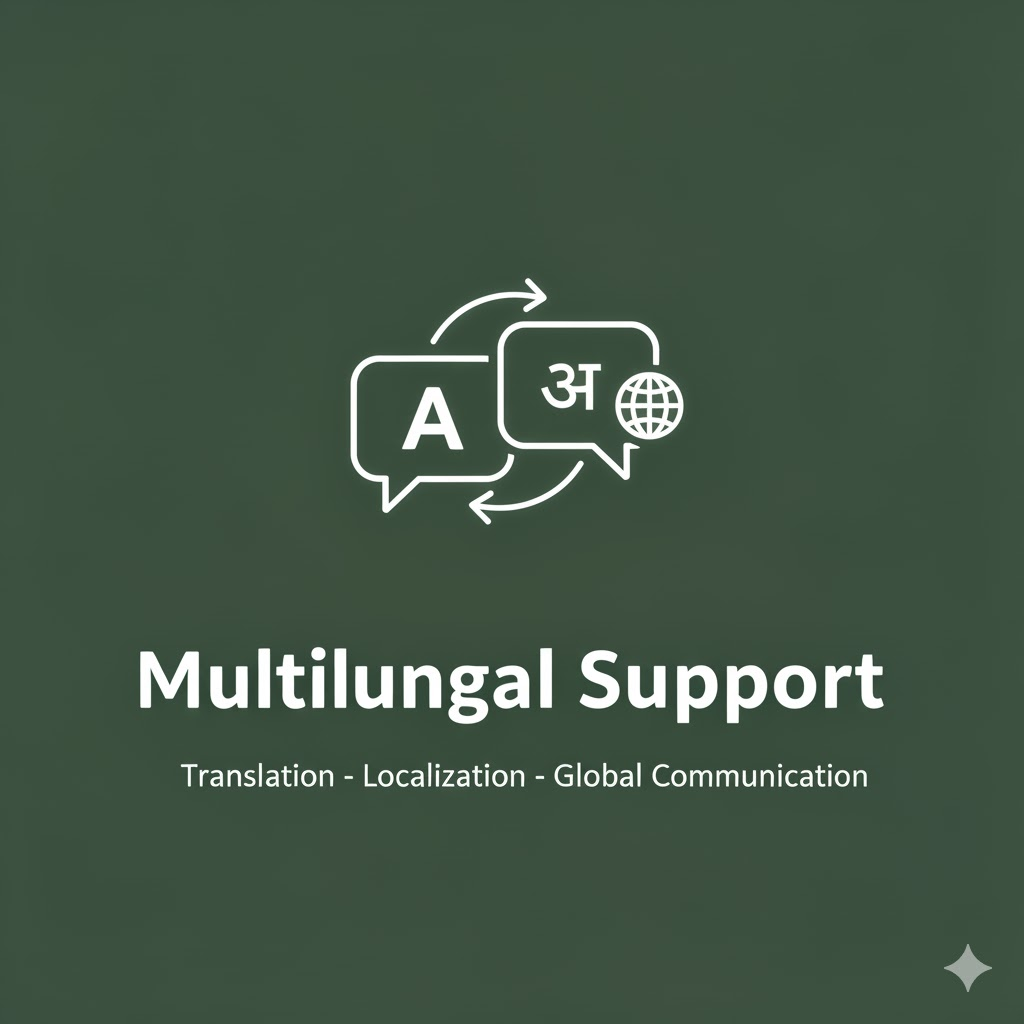 A
अ
Multilungal Support
Translation - Localization - Global Communication